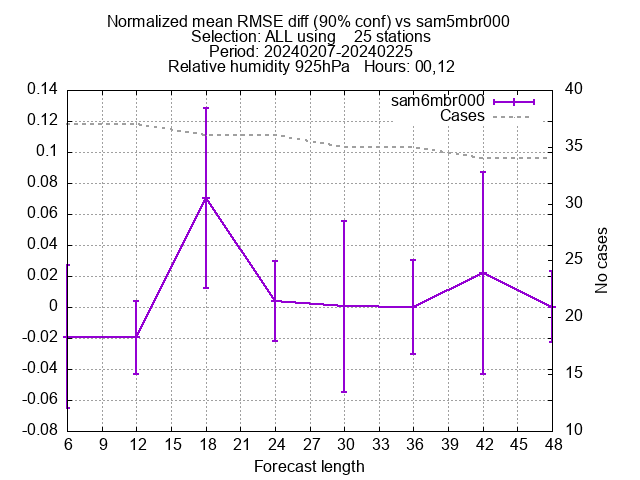 Normalized mean RMSE diff (90% conf) vs sam5mbr000
Selection: ALL using    25 stations
Period: 20240207-20240225
Relative humidity 925hPa   Hours: 00,12
sam6mbr000
Cases
0.14
0.12
0.1
0.08
0.06
0.04
0.02
0
-0.02
-0.04
-0.06
-0.08
40
35
30
25
20
15
10
No cases
6 12 15 18 21 24 27 30 33 36 39 42 45 48
9
Forecast length